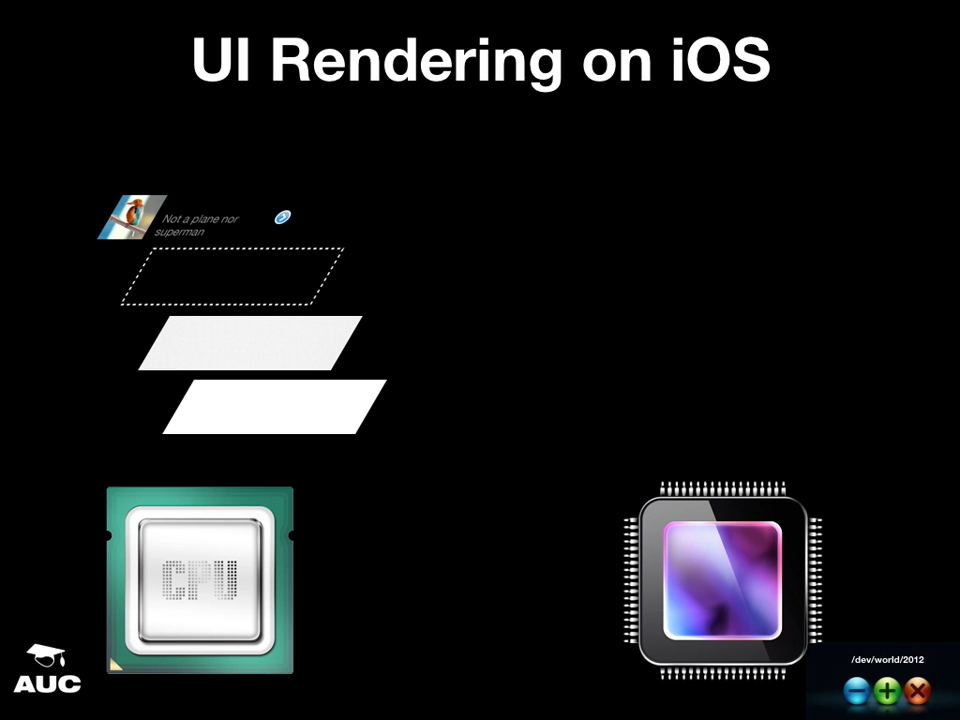 UI Rendering on iOS
Not a plane nor
superman
CPU
AUC
/dev/world/2012